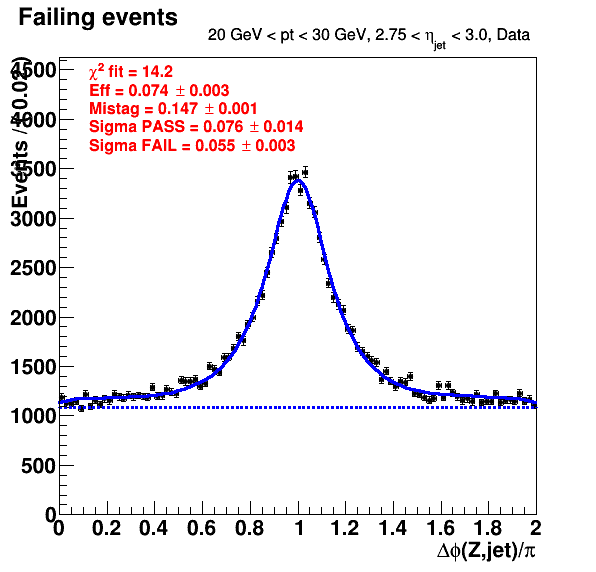 Failing events
20 GeV < pt < 30 GeV, 2.75 < η_jet < 3.0, Data
χ² fit = 14.2
Eff = 0.074 ± 0.003
Mistag = 0.147 ± 0.001
Sigma PASS = 0.076 ± 0.014
Sigma FAIL = 0.055 ± 0.003
4500
4000
3500
3000
2500
2000
1500
1000
500
0
Events / ( 0.02 )
0 0.2 0.4 0.6 0.8 1 1.2 1.4 1.6 1.8 2
Δϕ(Z,jet)/π